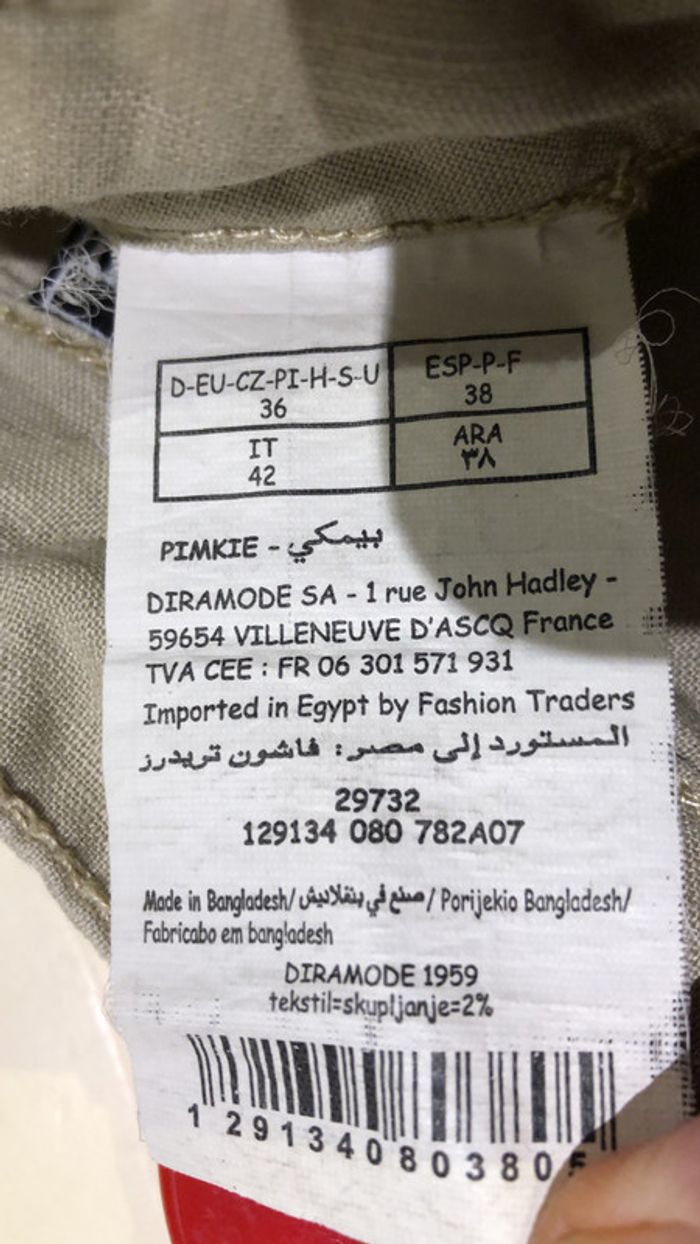 D-EU-CZ-PI-H-S-U ESP-P-F
36 38
IT ARA
42 ٣٨
PIMKIE - بيمكي
DIRAMODE SA - 1 rue John Hadley -
59654 VILLENEUVE D'ASCQ France
TVA CEE : FR 06 301 571 931
Imported in Egypt by Fashion Traders
المستورد إلى مصر: فاشون تريدرز
29732
129134 080 782A07
Made in Bangladesh/ صنع في بنقلاديش / Porijekio Bangladesh/
Fabricabo em bangladesh
DIRAMODE 1959
tekstil=skupljanje=2%
1 291340 80380